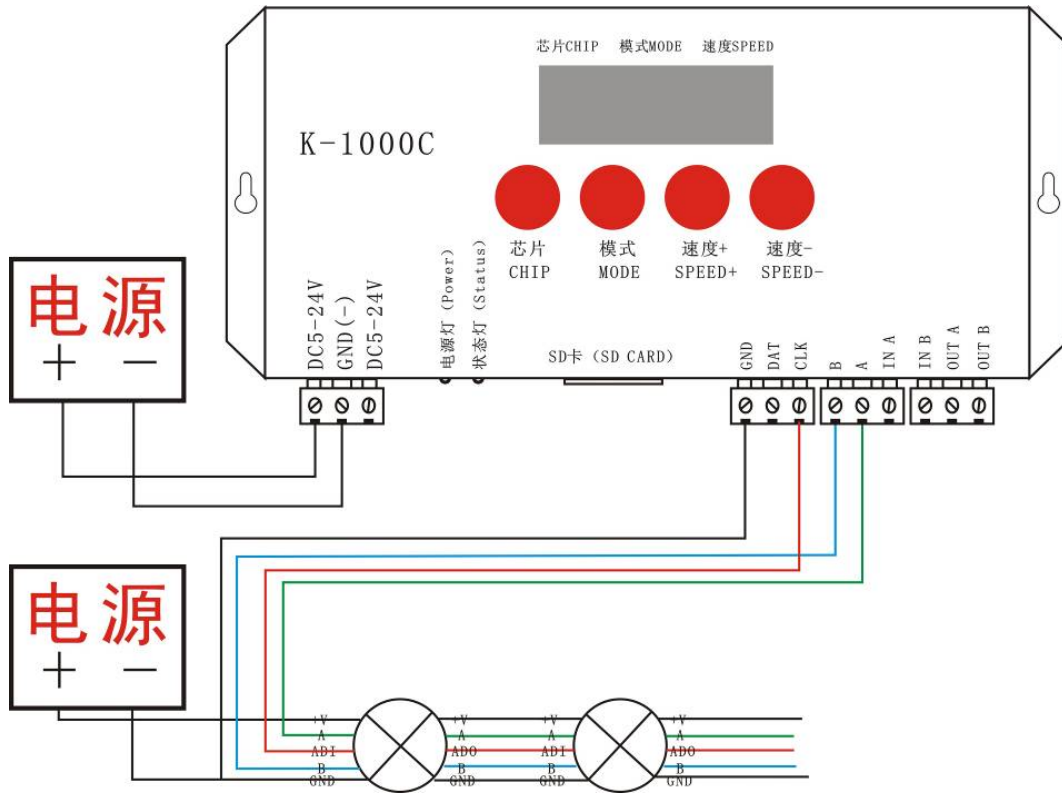 芯片CHIP 模式MODE 速度SPEED
K-1000C
芯片 模式 速度+ 速度-
CHIP MODE SPEED+ SPEED-
DC5-24V
GND(-)
DC5-24V
电源灯(Power)
状态灯(Status)
SD卡(SD CARD)
GND
DAT
CLK
B
A
IN A
IN B
OUT A
OUT B
电源
+ −
电源
+ −
+V +V +V +V
A A A A
ADI ADO ADI ADO
B B B B
GND GND GND GND